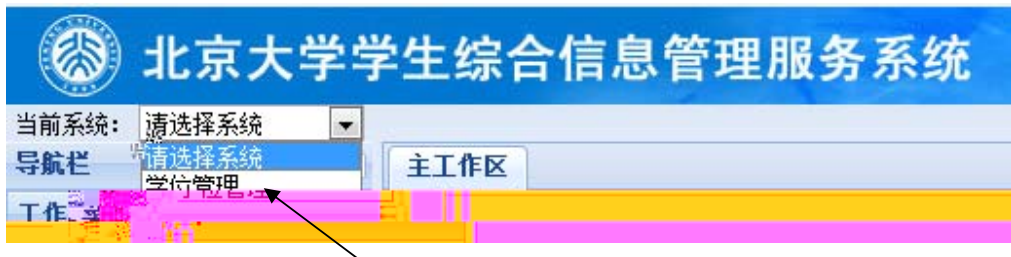 北京大学学生综合信息管理服务系统
当前系统： 请选择系统
导航栏 请选择系统 主工作区
学位管理
工作